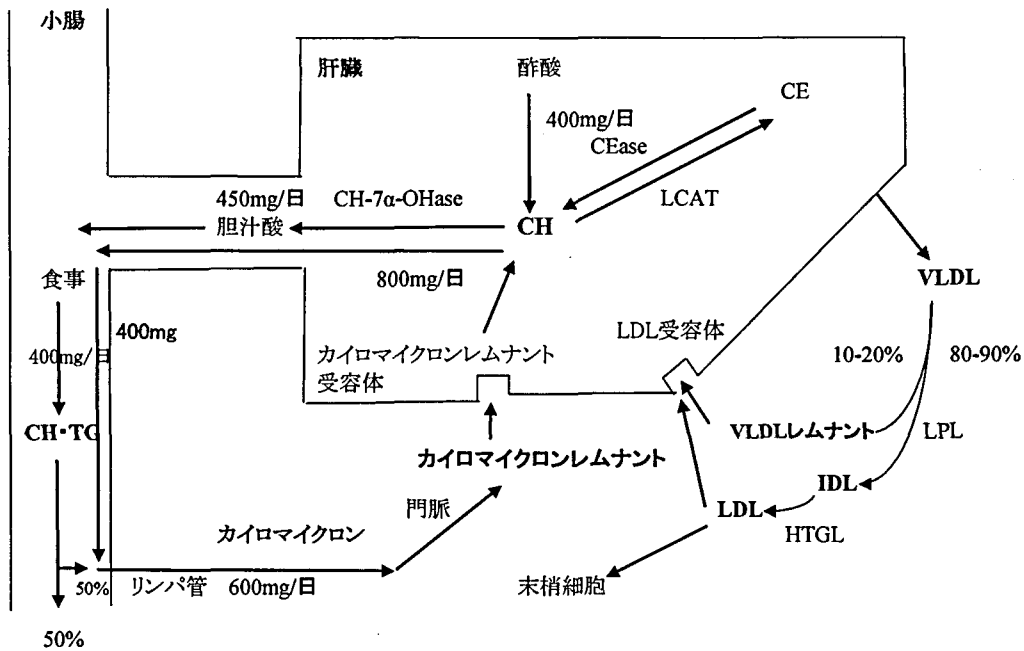 小腸
肝臓
酢酸
CE
400mg/日
CEase
LCAT
450mg/日
CH-7α-OHase
胆汁酸
CH
800mg/日
VLDL
食事
400mg
400mg/日
カイロマイクロンレムナント
受容体
LDL受容体
10-20%
80-90%
CH・TG
VLDLレムナント
LPL
カイロマイクロンレムナント
IDL
LDL
HTGL
門脈
カイロマイクロン
50%
リンパ管
600mg/日
末梢細胞
50%